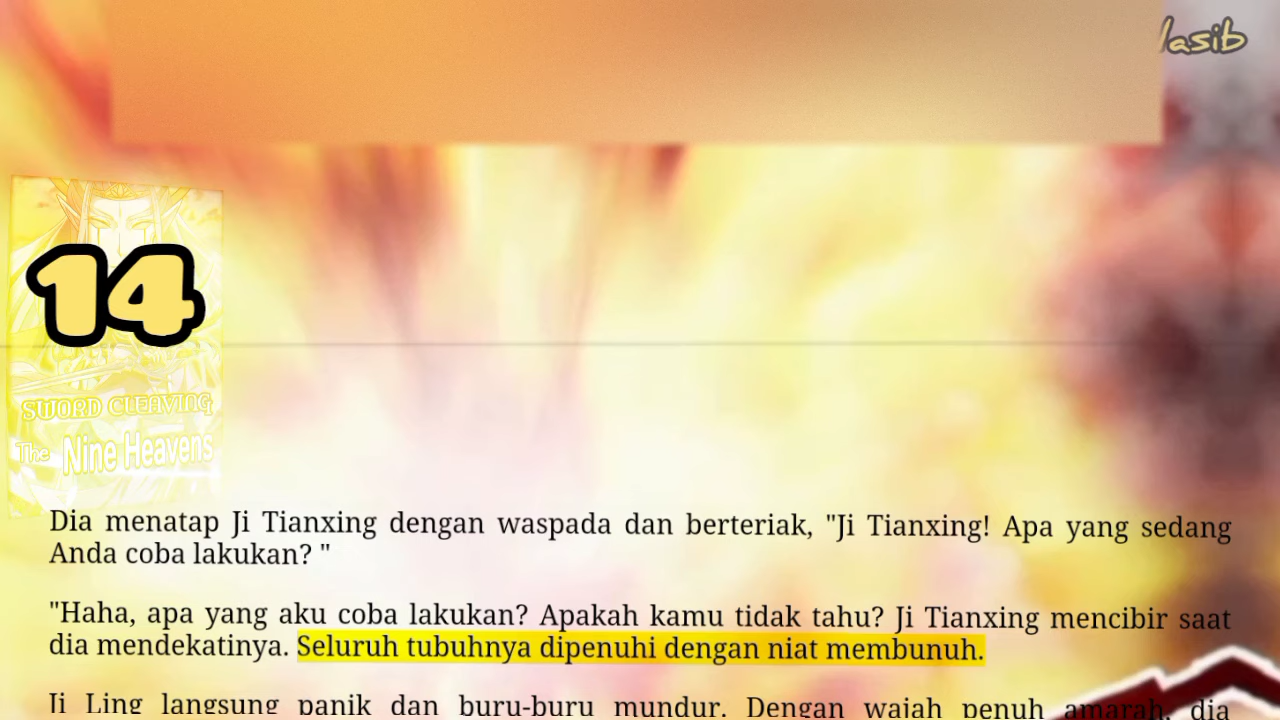 lasib
14
SWORD CLEAVING
The Nine Heavens
Dia menatap Ji Tianxing dengan waspada dan berteriak, "Ji Tianxing! Apa yang sedang
Anda coba lakukan? "
"Haha, apa yang aku coba lakukan? Apakah kamu tidak tahu? Ji Tianxing mencibir saat
dia mendekatinya. Seluruh tubuhnya dipenuhi dengan niat membunuh.
Ji Ling langsung panik dan buru-buru mundur. Dengan wajah penuh amarah, dia